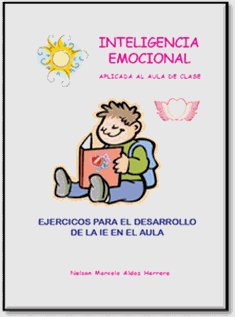 INTELIGENCIA
EMOCIONAL
APLICADA AL AULA DE CLASE
EJERCICOS PARA EL DESARROLLO
DE LA IE EN EL AULA
Nelson Marcelo Aldaz Herrera